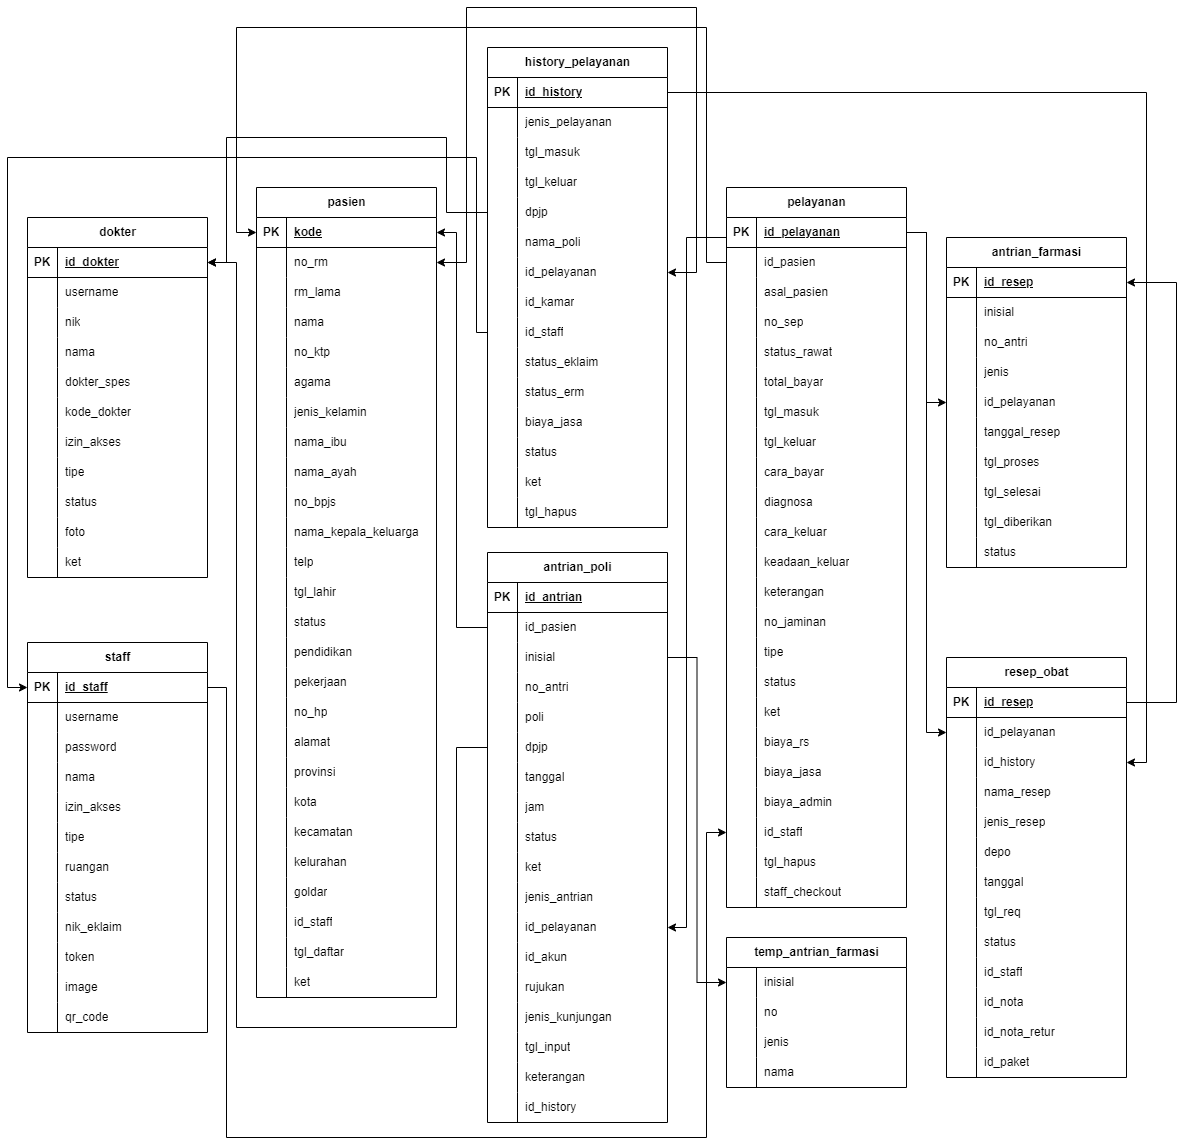 history_pelayanan
PK id_history
jenis_pelayanan
tgl_masuk
tgl_keluar
dpjp
nama_poli
id_pelayanan
id_kamar
id_staff
status_eklaim
status_erm
biaya_jasa
status
ket
tgl_hapus
dokter
PK id_dokter
username
nik
nama
dokter_spes
kode_dokter
izin_akses
tipe
status
foto
ket
pasien
PK kode
no_rm
rm_lama
nama
no_ktp
agama
jenis_kelamin
nama_ibu
nama_ayah
no_bpjs
nama_kepala_keluarga
telp
tgl_lahir
status
pendidikan
pekerjaan
no_hp
alamat
provinsi
kota
kecamatan
kelurahan
goldar
id_staff
tgl_daftar
ket
pelayanan
PK id_pelayanan
id_pasien
asal_pasien
no_sep
status_rawat
total_bayar
tgl_masuk
tgl_keluar
cara_bayar
diagnosa
cara_keluar
keadaan_keluar
keterangan
no_jaminan
tipe
status
ket
biaya_rs
biaya_jasa
biaya_admin
id_staff
tgl_hapus
staff_checkout
antrian_farmasi
PK id_resep
inisial
no_antri
jenis
id_pelayanan
tanggal_resep
tgl_proses
tgl_selesai
tgl_diberikan
status
staff
PK id_staff
username
password
nama
izin_akses
tipe
ruangan
status
nik_eklaim
token
image
qr_code
antrian_poli
PK id_antrian
id_pasien
inisial
no_antri
poli
dpjp
tanggal
jam
status
ket
jenis_antrian
id_pelayanan
id_akun
rujukan
jenis_kunjungan
tgl_input
keterangan
id_history
temp_antrian_farmasi
inisial
no
jenis
nama
resep_obat
PK id_resep
id_pelayanan
id_history
nama_resep
jenis_resep
depo
tanggal
tgl_req
status
id_staff
id_nota
id_nota_retur
id_paket